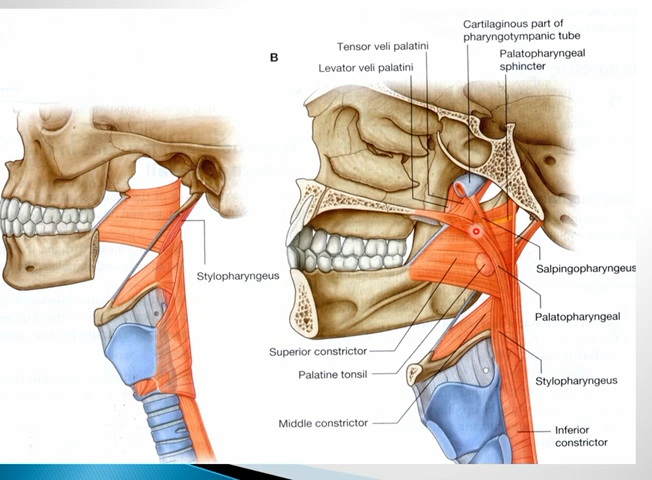 Cartilaginous part of
pharyngotympanic tube
Tensor veli palatini
Palatopharyngeal
sphincter
B
Levator veli palatini
Stylopharyngeus
Salpingopharyngeus
Palatopharyngeal
Superior constrictor
Palatine tonsil
Stylopharyngeus
Middle constrictor
Inferior
constrictor